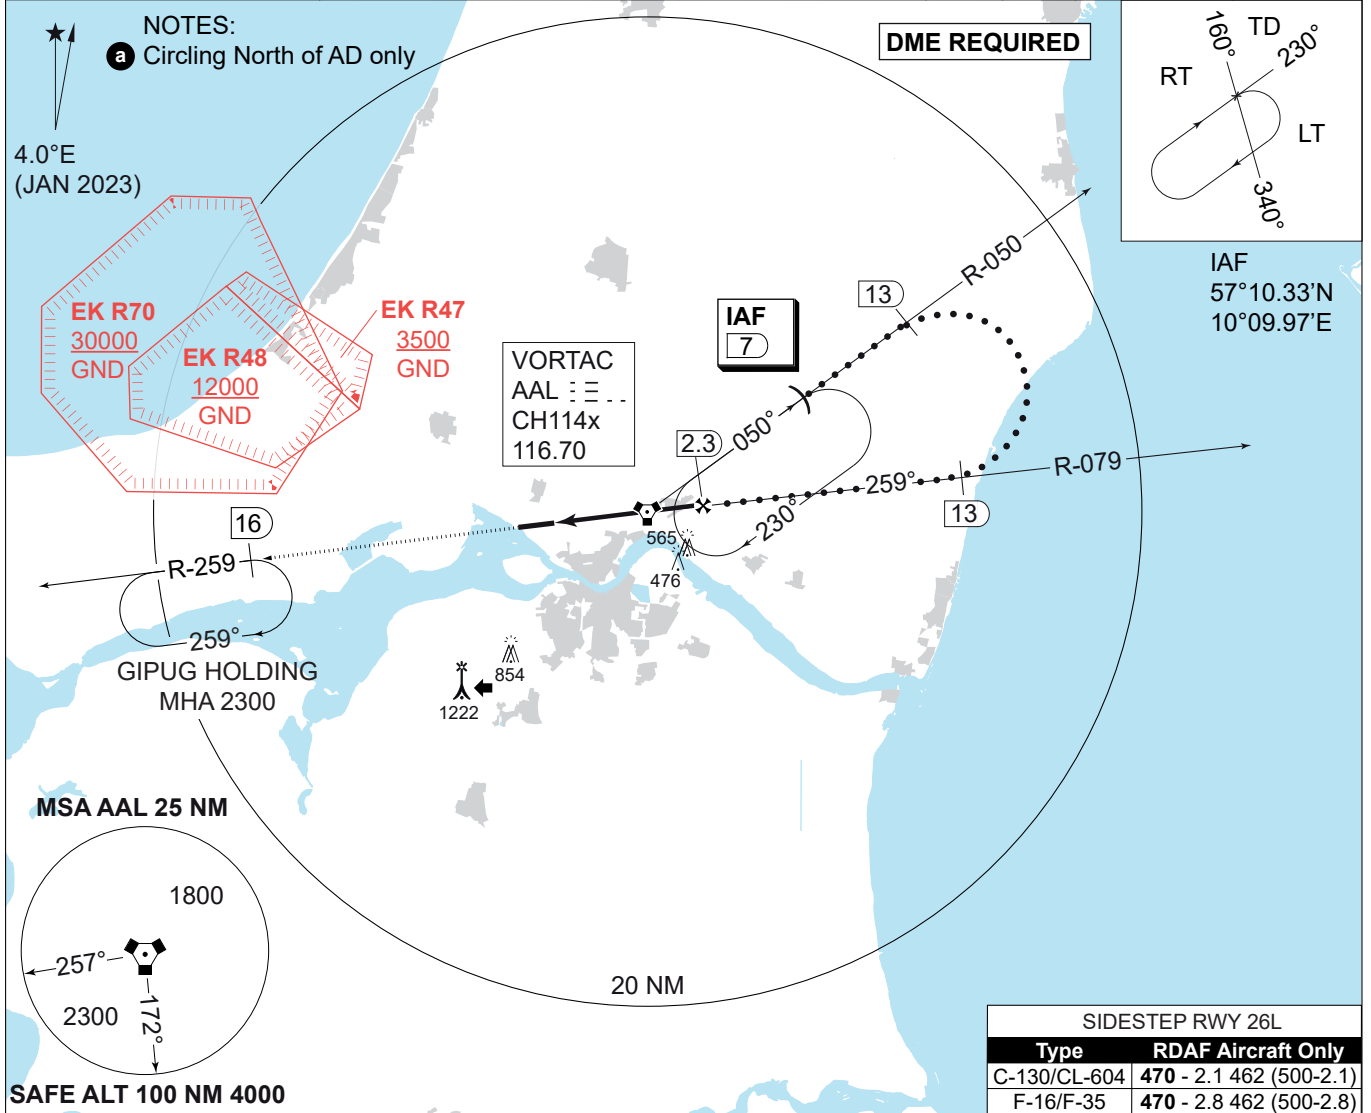 NOTES:
a Circling North of AD only
DME REQUIRED
4.0°E
(JAN 2023)
160°
TD
230°
RT
LT
340°
IAF
57°10.33'N
10°09.97'E
EK R70
30000
GND
EK R48
12000
GND
EK R47
3500
GND
VORTAC
AAL
CH114x
116.70
IAF
7
13
R-050
050°
2.3
230°
259°
13
R-079
565
476
16
R-259
259°
GIPUG HOLDING
MHA 2300
854
1222
MSA AAL 25 NM
1800
257°
2300
172°
SAFE ALT 100 NM 4000
20 NM
SIDESTEP RWY 26L
Type RDAF Aircraft Only
C-130/CL-604 470 - 2.1 462 (500-2.1)
F-16/F-35 470 - 2.8 462 (500-2.8)